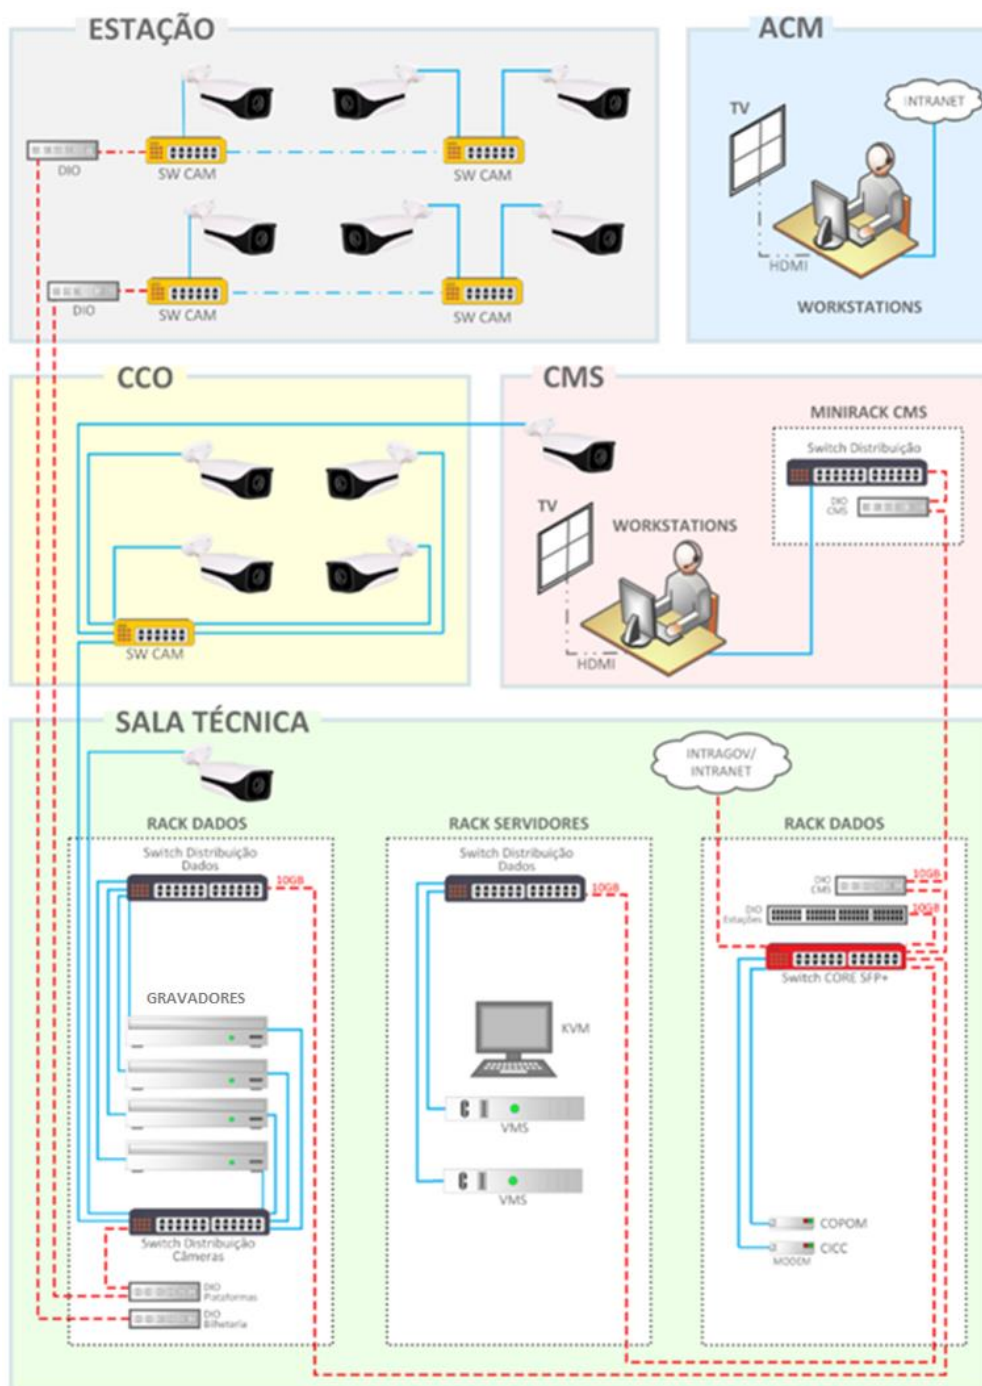 ESTAÇÃO
DIO
SW CAM
SW CAM
DIO
SW CAM
SW CAM
ACM
TV
INTRANET
HDMI
WORKSTATIONS
CCO
SW CAM
CMS
MINIRACK CMS
Switch Distribuição
DIO
CMS
TV
WORKSTATIONS
HDMI
SALA TÉCNICA
INTRAGOV/
INTRANET
RACK DADOS
Switch Distribuição
Dados
10GB
GRAVADORES
Switch Distribuição
Câmeras
DIO
Plataformas
DIO
Bilheteria
RACK SERVIDORES
Switch Distribuição
Dados
10GB
KVM
VMS
VMS
RACK DADOS
DIO
CMS
10GB
DIO
Estações
10GB
Switch CORE SFP+
COPOM
CICC
MODEM